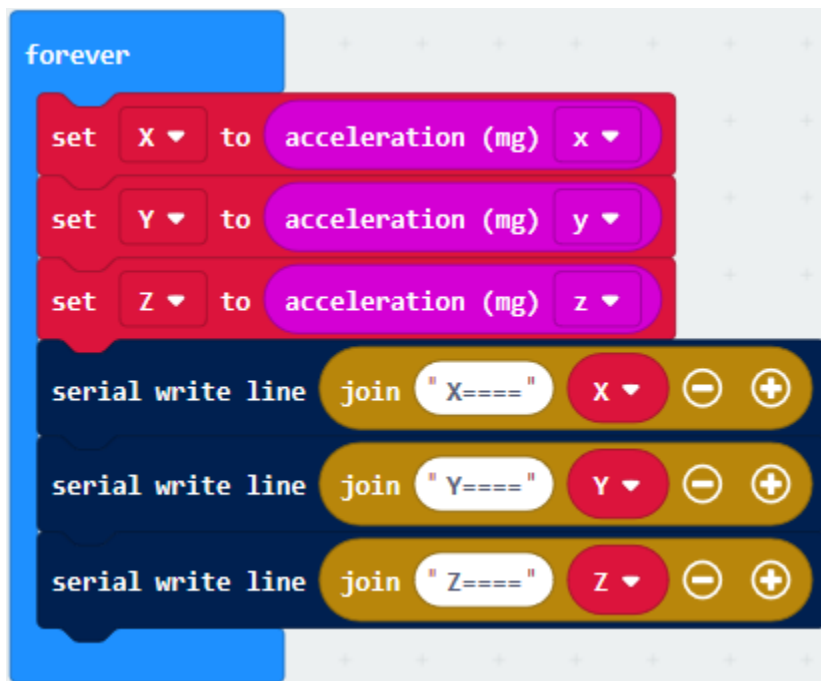 forever
set X to acceleration (mg) x
set Y to acceleration (mg) y
set Z to acceleration (mg) z
serial write line join "X====" X
serial write line join "Y====" Y
serial write line join "Z====" Z